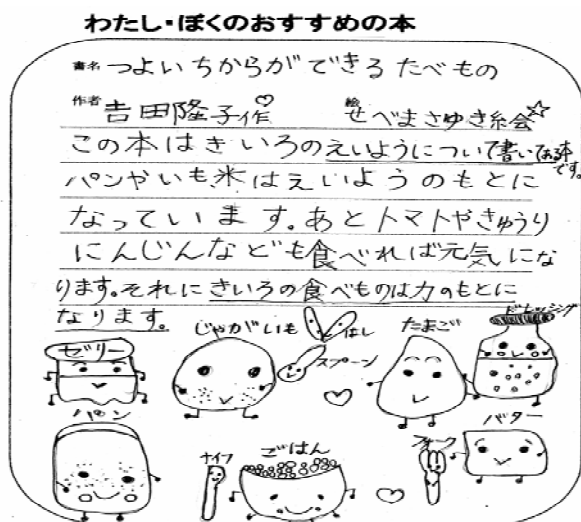 わたし・ぼくのおすすめの本
書名 つよいちからができるたべもの
作者 吉田隆子作 絵 せべまさゆき絵
この本はきいろのえいようについて書いてある本です。
パンやいも米はえいようのもとに
なっています。あとトマトやきゅうり
にんじんなども食べれば元気にな
ります。それにきいろの食べものは力のもとに
なります。
じゃがいも はし たまご ドレッシング
ゼリー スプーン
パン ナイフ ごはん フォーク バター